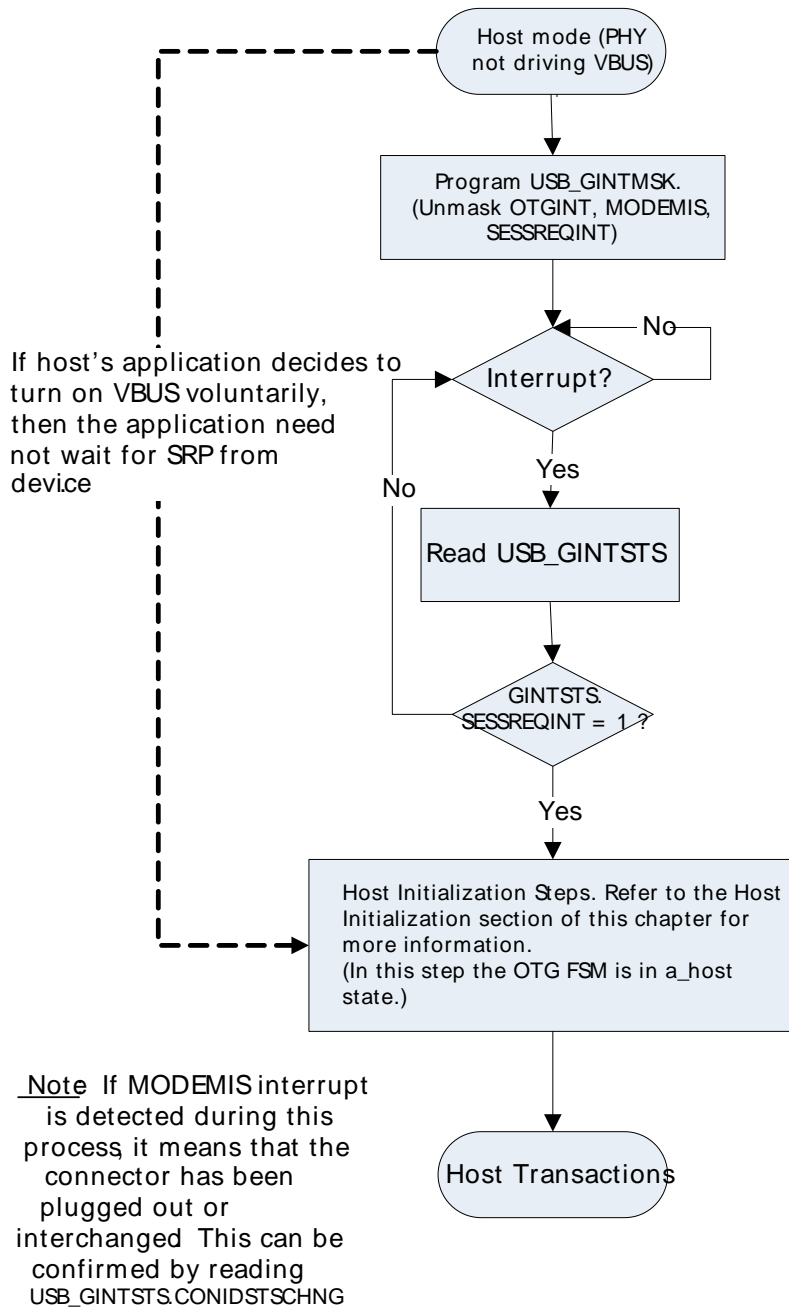 Host mode (PHY
not driving VBUS)
Program USB_GINTMSK.
(Unmask OTGINT, MODEMIS,
SESSREQINT)
No
Interrupt?
If host's application decides to
turn on VBUS voluntarily,
then the application need
not wait for SRP from
device
No
Yes
Read USB_GINTSTS
GINTSTS.
SESSREQINT = 1 ?
Yes
Host Initialization Steps. Refer to the Host
Initialization section of this chapter for
more information.
(In this step the OTG FSM is in a_host
state.)
Note If MODEMIS interrupt
is detected during this
process, it means that the
connector has been
plugged out or
interchanged This can be
confirmed by reading
USB_GINTSTS.CONIDSTSCHNG
Host Transactions